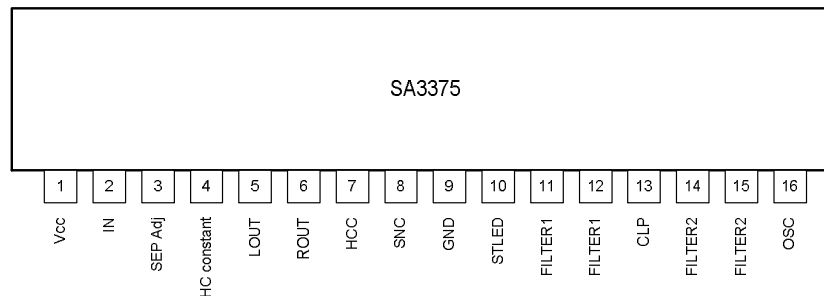 SA3375
1 2 3 4 5 6 7 8 9 10 11 12 13 14 15 16
Vcc
IN
SEP Adj
HC constant
LOUT
ROUT
HCC
SNC
GND
STLED
FILTER1
FILTER1
CLP
FILTER2
FILTER2
OSC